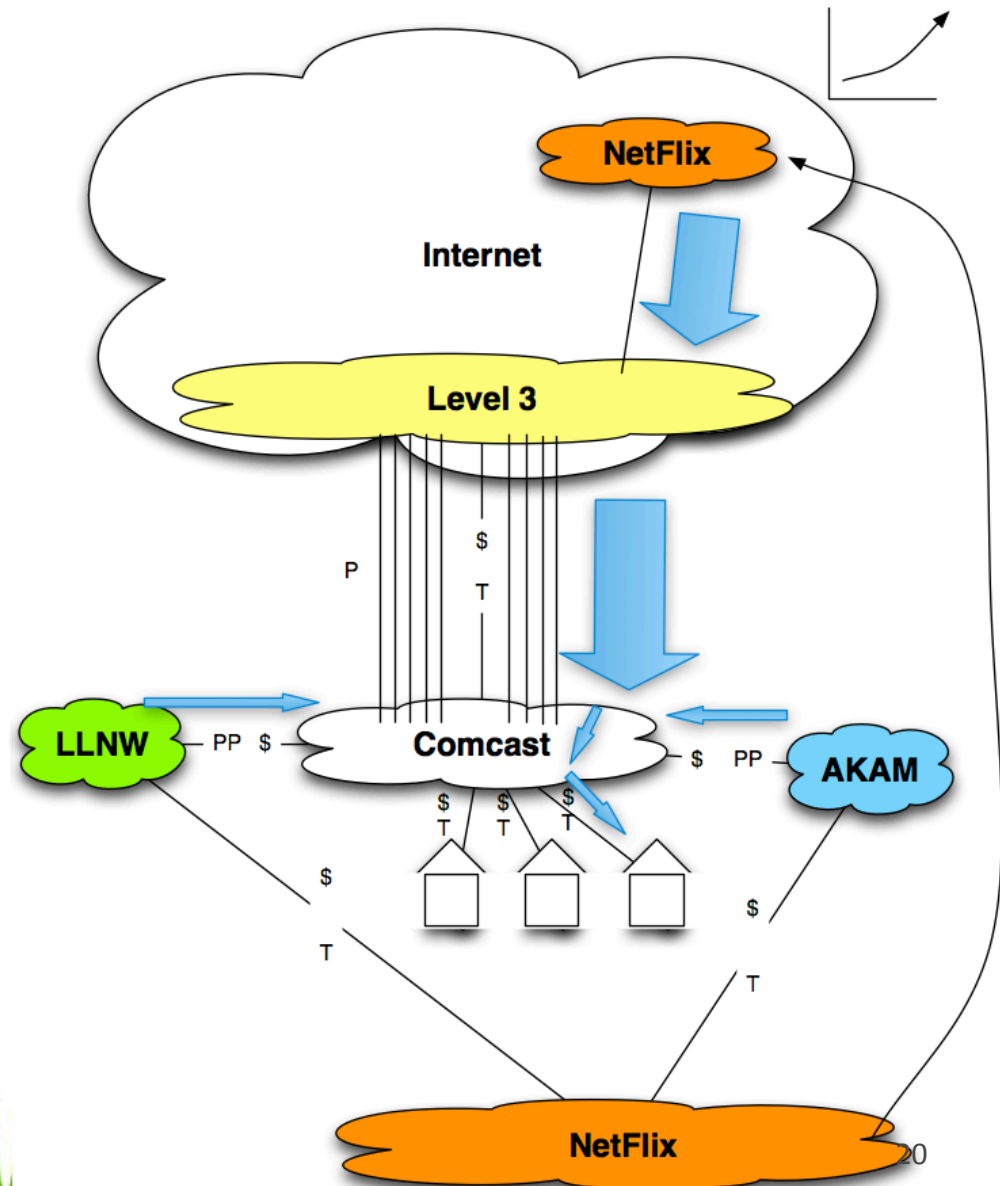 NetFlix
Internet
Level 3
$
P
T
LLNW
PP $
Comcast
$ PP
AKAM
$ $ $
T T T
$
$
T
T
NetFlix
20